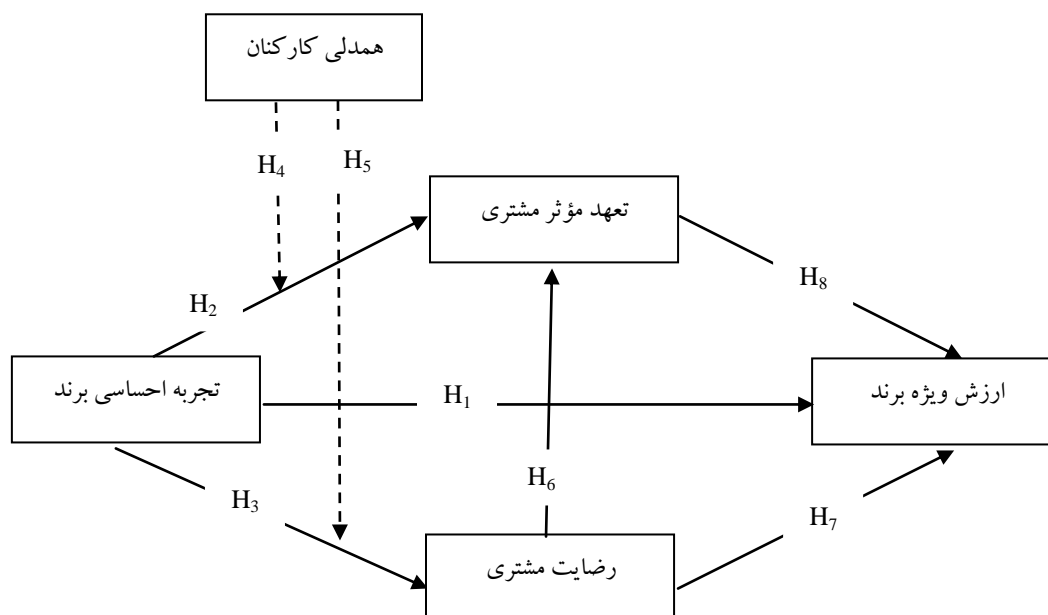 همدلی کارکنان
H₄
H₅
تعهد مؤثر مشتری
H₂
H₈
تجربه احساسی برند
H₁
ارزش ویژه برند
H₃
H₆
H₇
رضایت مشتری